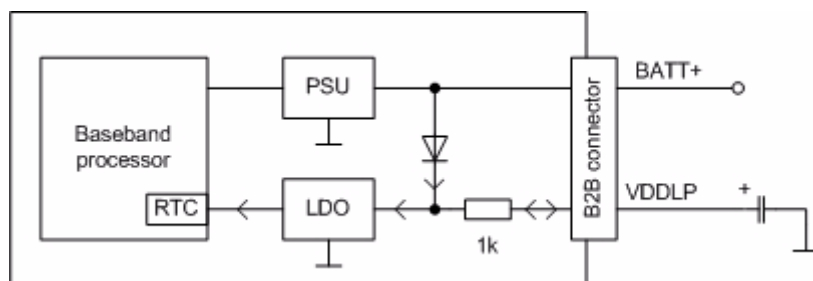 Baseband
processor
PSU
BATT+
B2B connector
RTC
LDO
1k
VDDLP
+